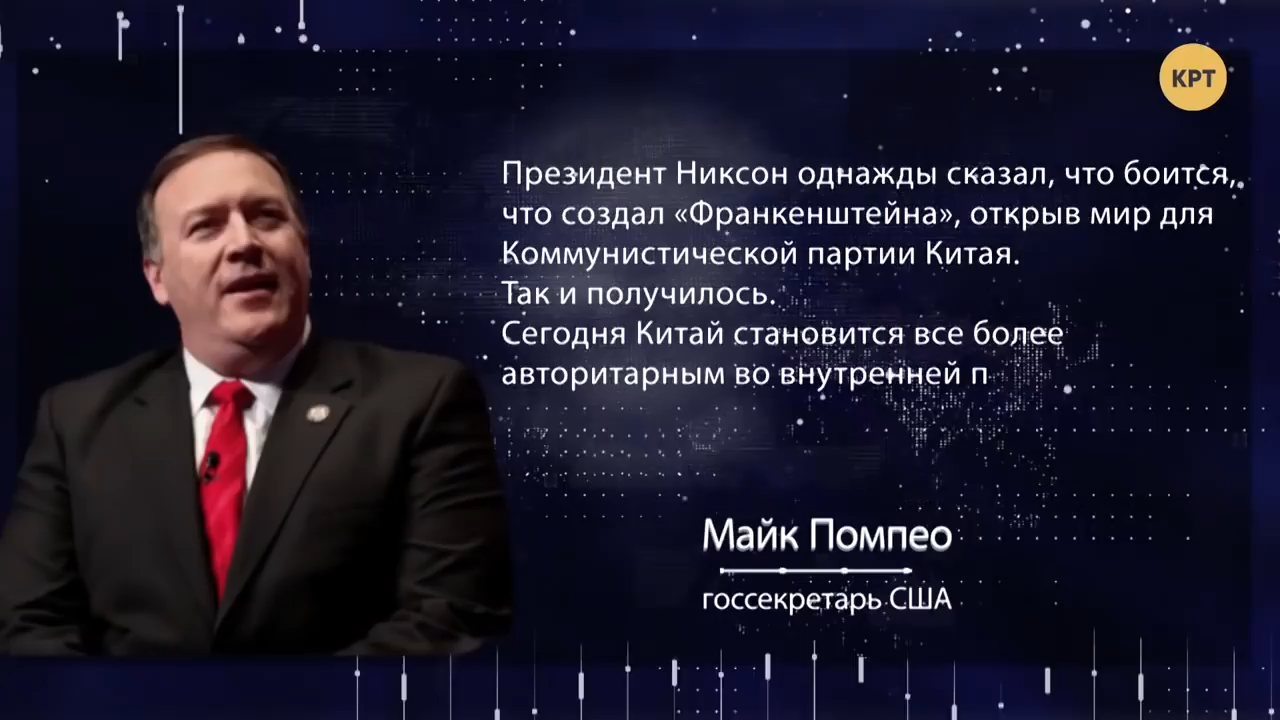 КРТ
Президент Никсон однажды сказал, что боится,
что создал «Франкенштейна», открыв мир для
Коммунистической партии Китая.
Так и получилось.
Сегодня Китай становится все более
авторитарным во внутренней п
Майк Помпео
госсекретарь США